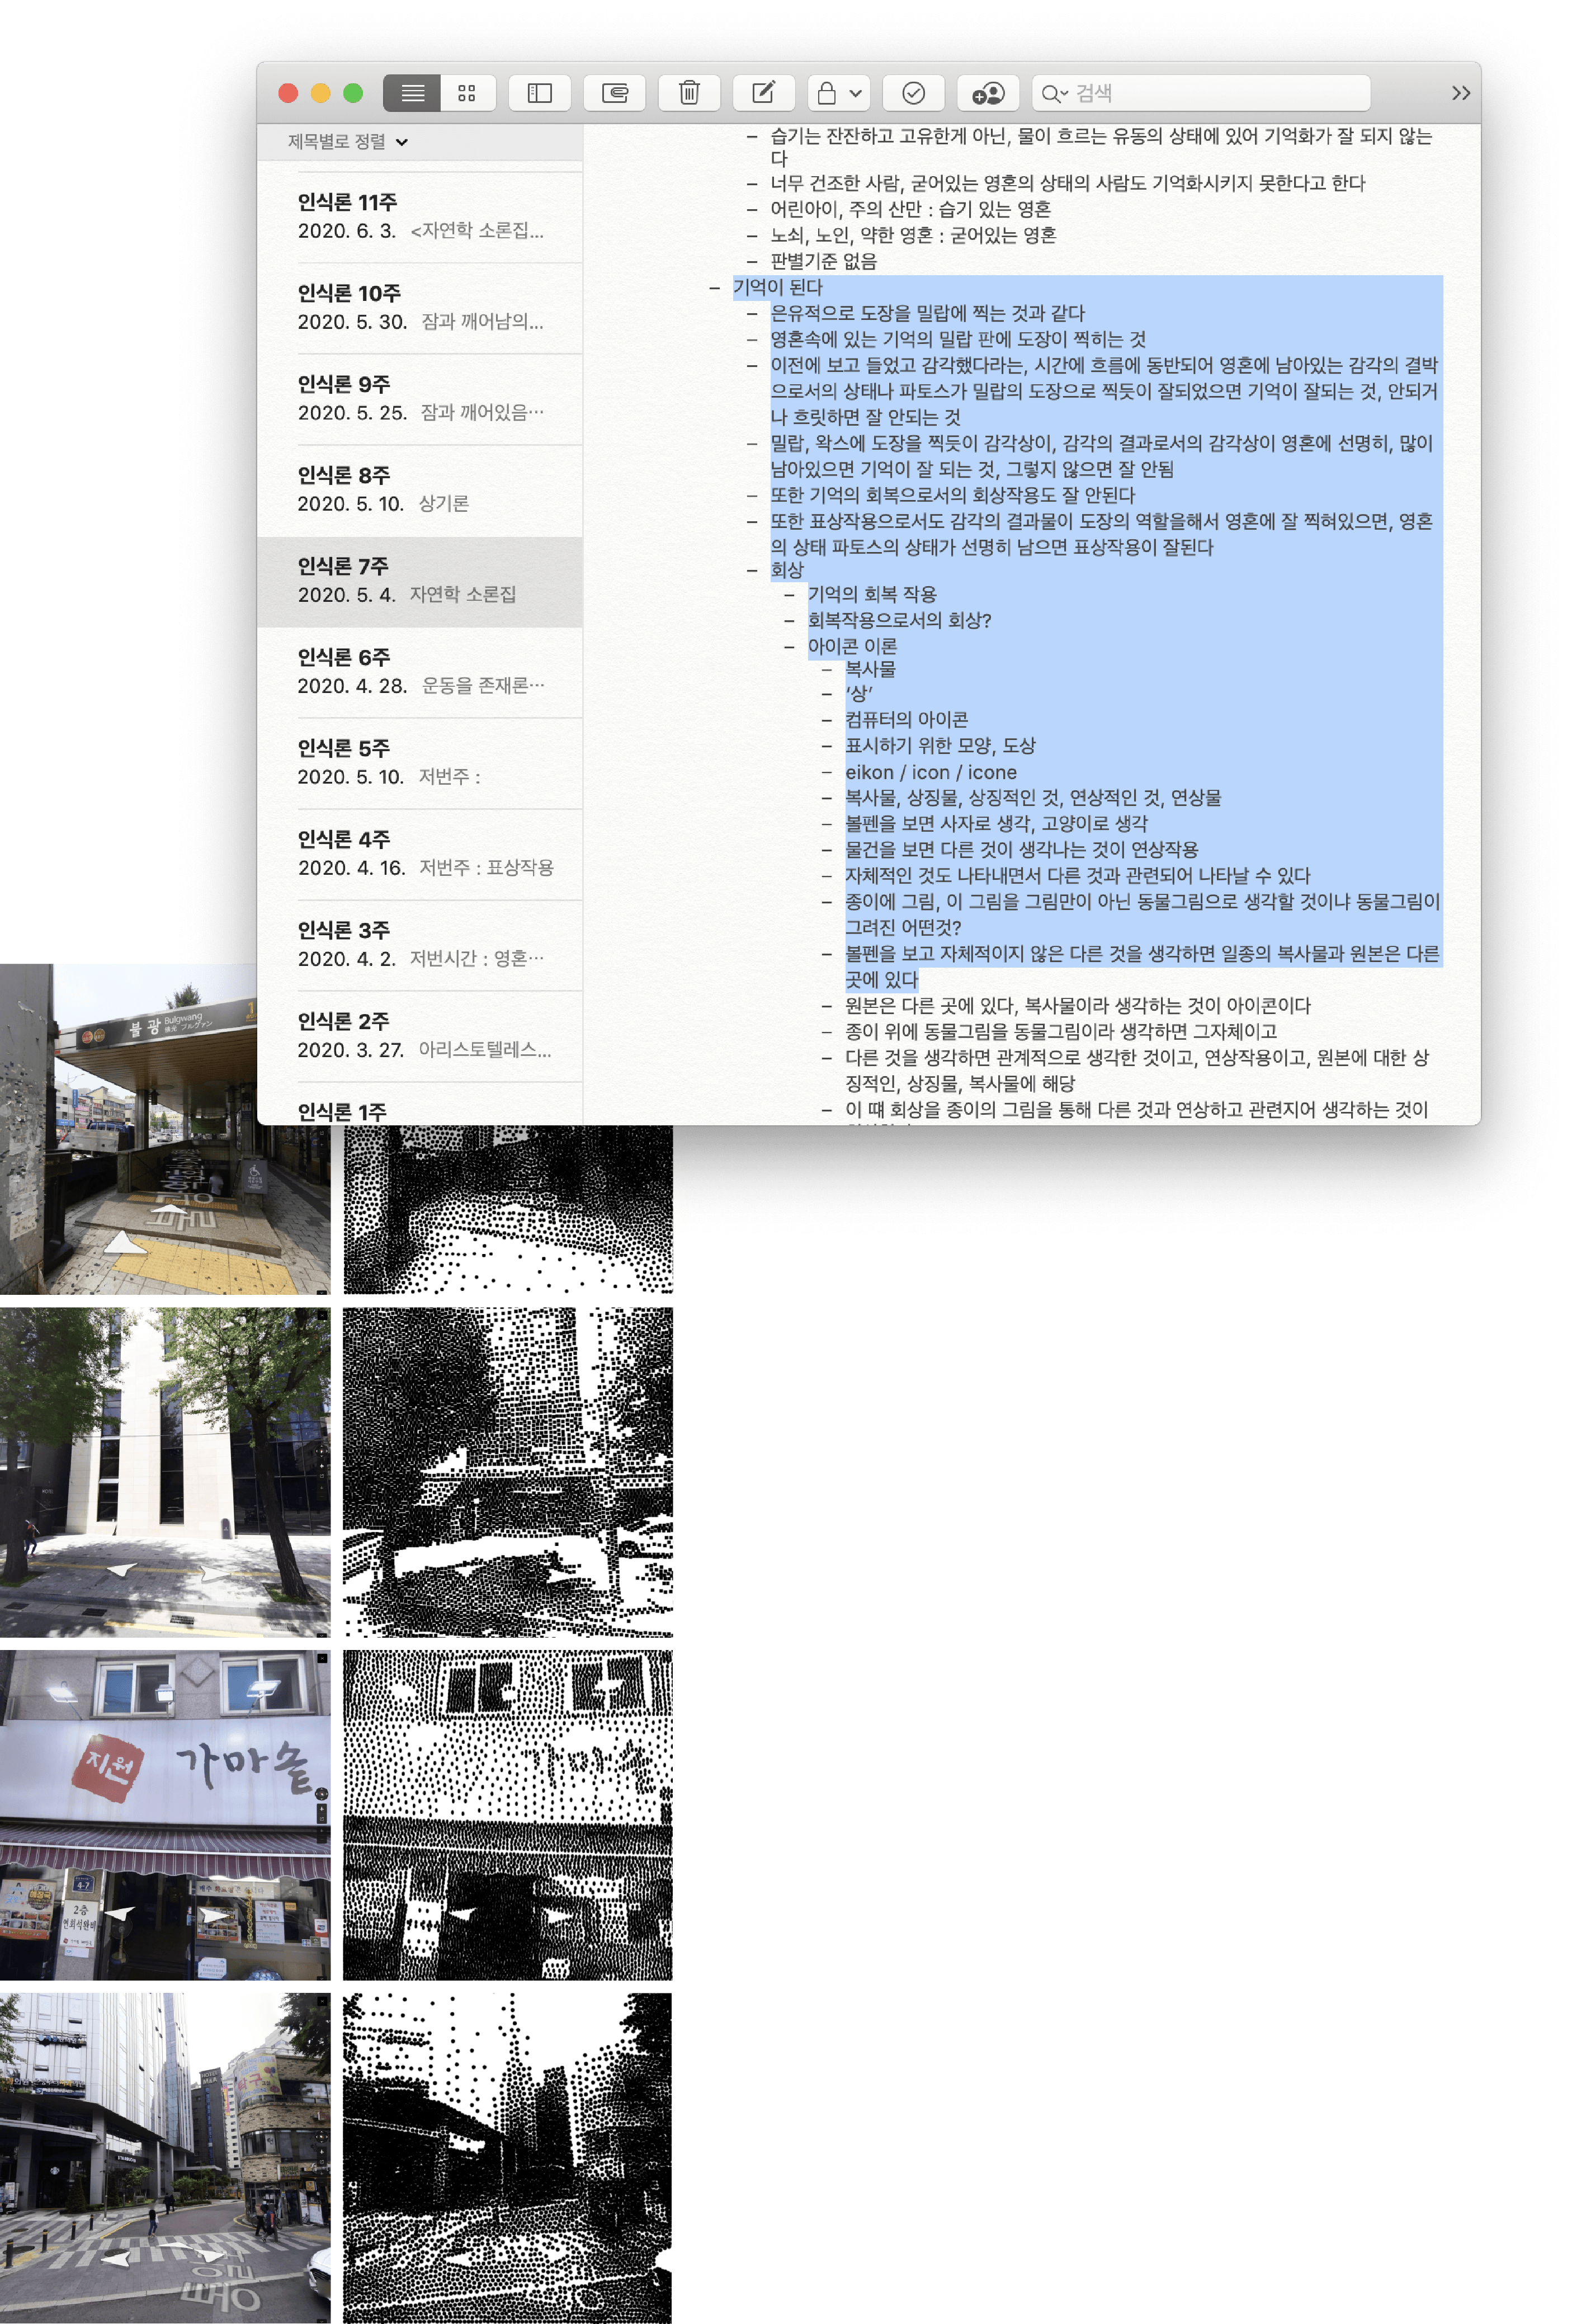 검색
제목별로 정렬
인식론 11주
2020. 6. 3. <자연학 소론집...
인식론 10주
2020. 5. 30. 잠과 깨어남의...
인식론 9주
2020. 5. 25. 잠과 깨어있음...
인식론 8주
2020. 5. 10. 상기론
인식론 7주
2020. 5. 4. 자연학 소론집
인식론 6주
2020. 4. 28. 운동을 존재론...
인식론 5주
2020. 5. 10. 저번주 :
인식론 4주
2020. 4. 16. 저번주 : 표상작용
인식론 3주
2020. 4. 2. 저번시간 : 영혼...
인식론 2주
2020. 3. 27. 아리스토텔레스...
인식론 1주
– 습기는 잔잔하고 고유한게 아닌, 물이 흐르는 유동의 상태에 있어 기억화가 잘 되지 않는
다
– 너무 건조한 사람, 굳어있는 영혼의 상태의 사람도 기억화시키지 못한다고 한다
– 어린아이, 주의 산만 : 습기 있는 영혼
– 노쇠, 노인, 약한 영혼 : 굳어있는 영혼
– 판별기준 없음
– 기억이 된다
– 은유적으로 도장을 밀랍에 찍는 것과 같다
– 영혼속에 있는 기억의 밀랍 판에 도장이 찍히는 것
– 이전에 보고 들었고 감각했다라는, 시간에 흐름에 동반되어 영혼에 남아있는 감각의 결박
으로서의 상태나 파토스가 밀랍의 도장으로 찍듯이 잘되었으면 기억이 잘되는 것, 안되거
나 흐릿하면 잘 안되는 것
– 밀랍, 왁스에 도장을 찍듯이 감각상이, 감각의 결과로서의 감각상이 영혼에 선명히, 많이
남아있으면 기억이 잘 되는 것, 그렇지 않으면 잘 안됨
– 또한 기억의 회복으로서의 회상작용도 잘 안된다
– 또한 표상작용으로서도 감각의 결과물이 도장의 역할을해서 영혼에 잘 찍혀있으면, 영혼
의 상태 파토스의 상태가 선명히 남으면 표상작용이 잘된다
– 회상
– 기억의 회복 작용
– 회복작용으로서의 회상?
– 아이콘 이론
– 복사물
– ‘상’
– 컴퓨터의 아이콘
– 표시하기 위한 모양, 도상
– eikon / icon / icone
– 복사물, 상징물, 상징적인 것, 연상적인 것, 연상물
– 볼펜을 보면 사자로 생각, 고양이로 생각
– 물건을 보면 다른 것이 생각나는 것이 연상작용
– 자체적인 것도 나타내면서 다른 것과 관련되어 나타날 수 있다
– 종이에 그림, 이 그림을 그림만이 아닌 동물그림으로 생각할 것이냐 동물그림이
그려진 어떤것?
– 볼펜을 보고 자체적이지 않은 다른 것을 생각하면 일종의 복사물과 원본은 다른
곳에 있다
– 원본은 다른 곳에 있다, 복사물이라 생각하는 것이 아이콘이다
– 종이 위에 동물그림을 동물그림이라 생각하면 그자체이고
– 다른 것을 생각하면 관계적으로 생각한 것이고, 연상작용이고, 원본에 대한 상
징적인, 상징물, 복사물에 해당
– 이 떄 회상을 종이의 그림을 통해 다른 것과 연상하고 관련지어 생각하는 것이
불광 Bulgwang
지원 가마솥
4-7
2층
연회석완비
가마솥